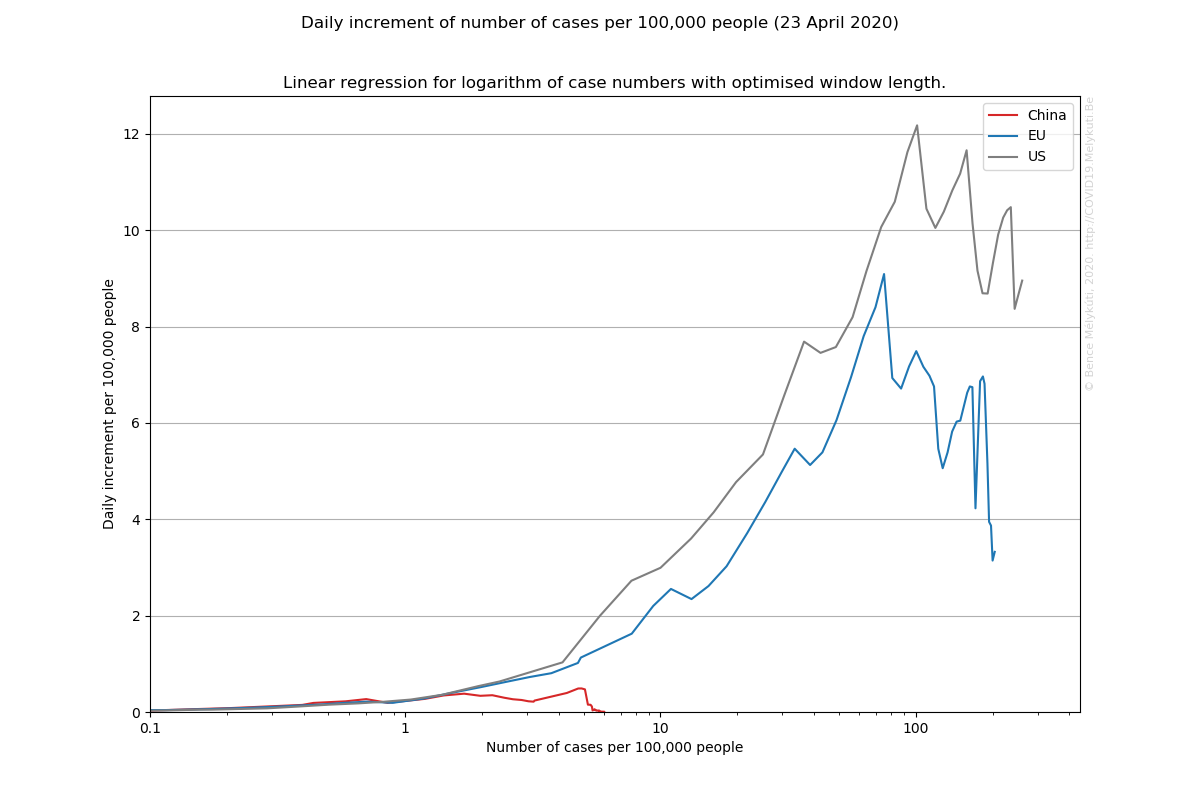 Daily increment of number of cases per 100,000 people (23 April 2020)
Linear regression for logarithm of case numbers with optimised window length.
China
EU
US
12
10
8
6
4
2
0
Daily increment per 100,000 people
0.1
1
10
100
Number of cases per 100,000 people
© Bence Mélykúti, 2020. http://COVID19.Melykuti.Be